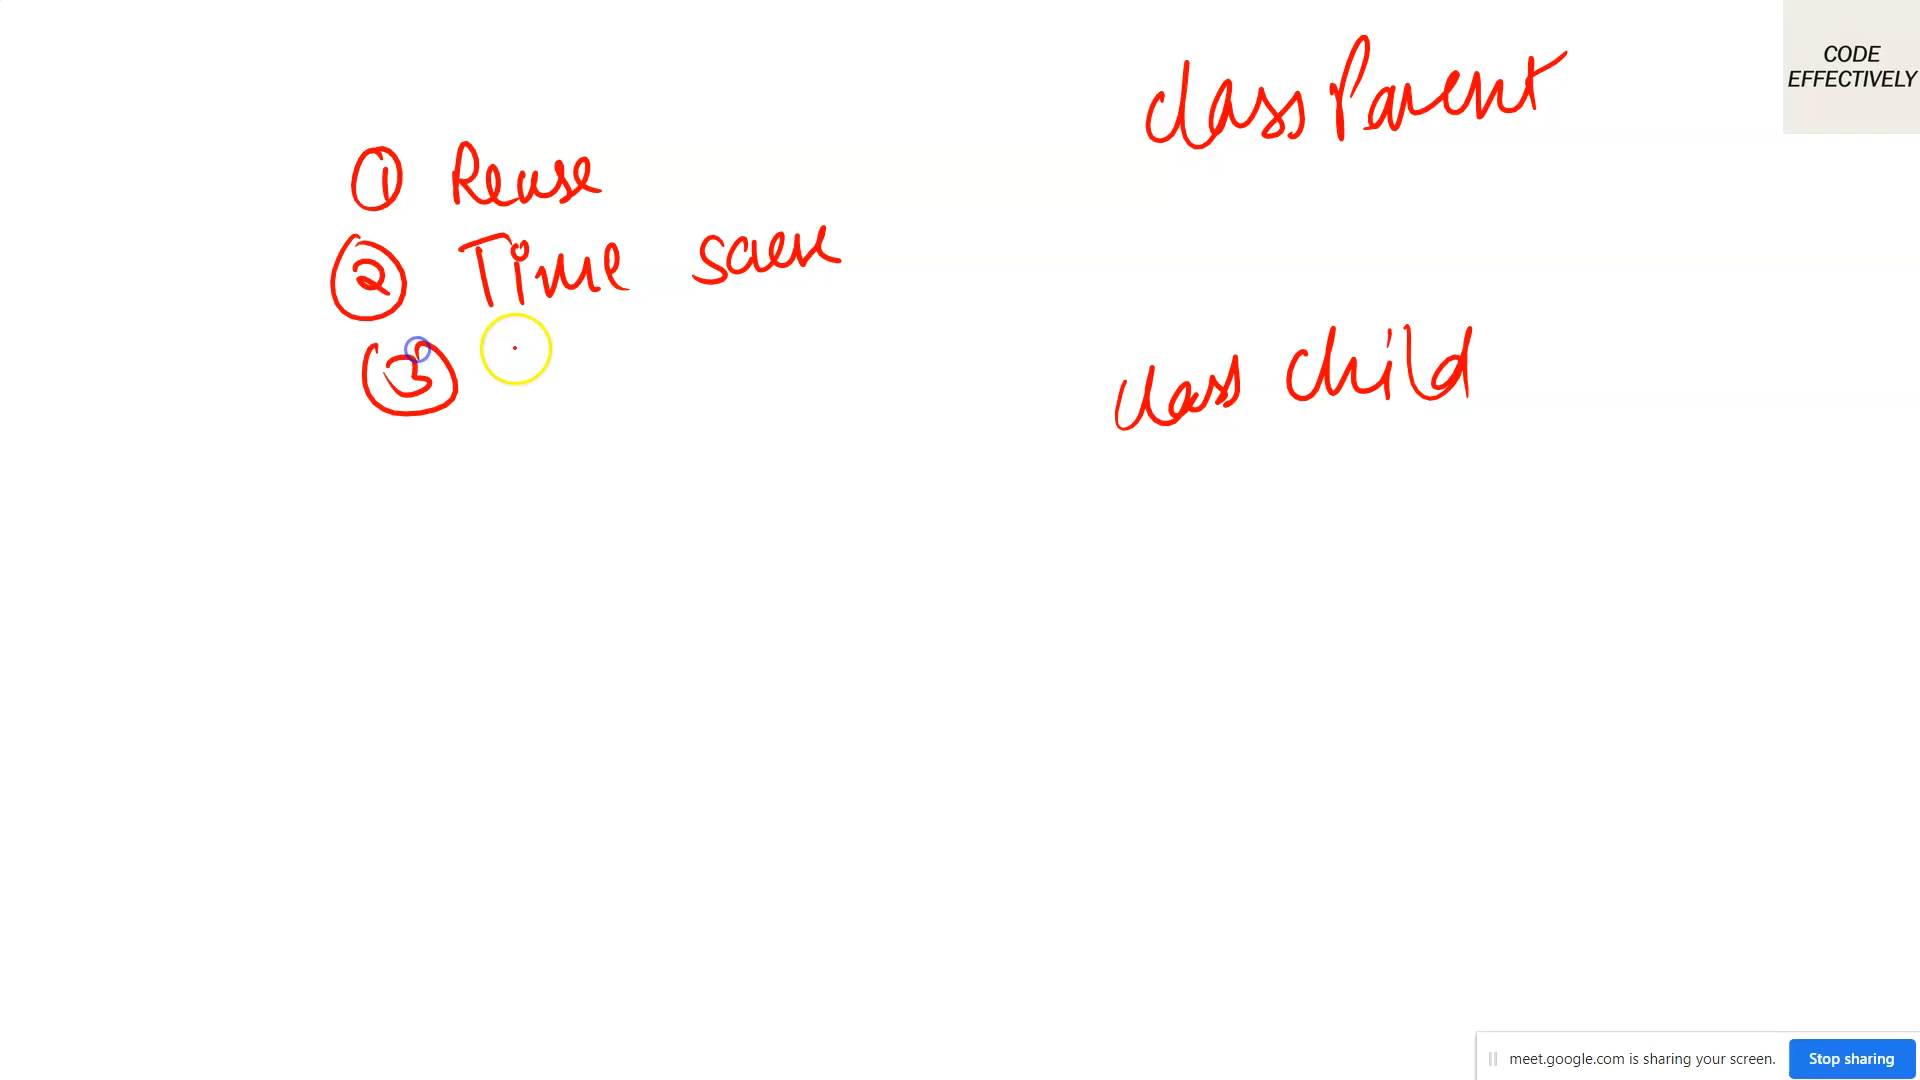 class Parent
CODE
EFFECTIVELY
① Reuse
② Time save
③
class child
meet.google.com is sharing your screen.
Stop sharing